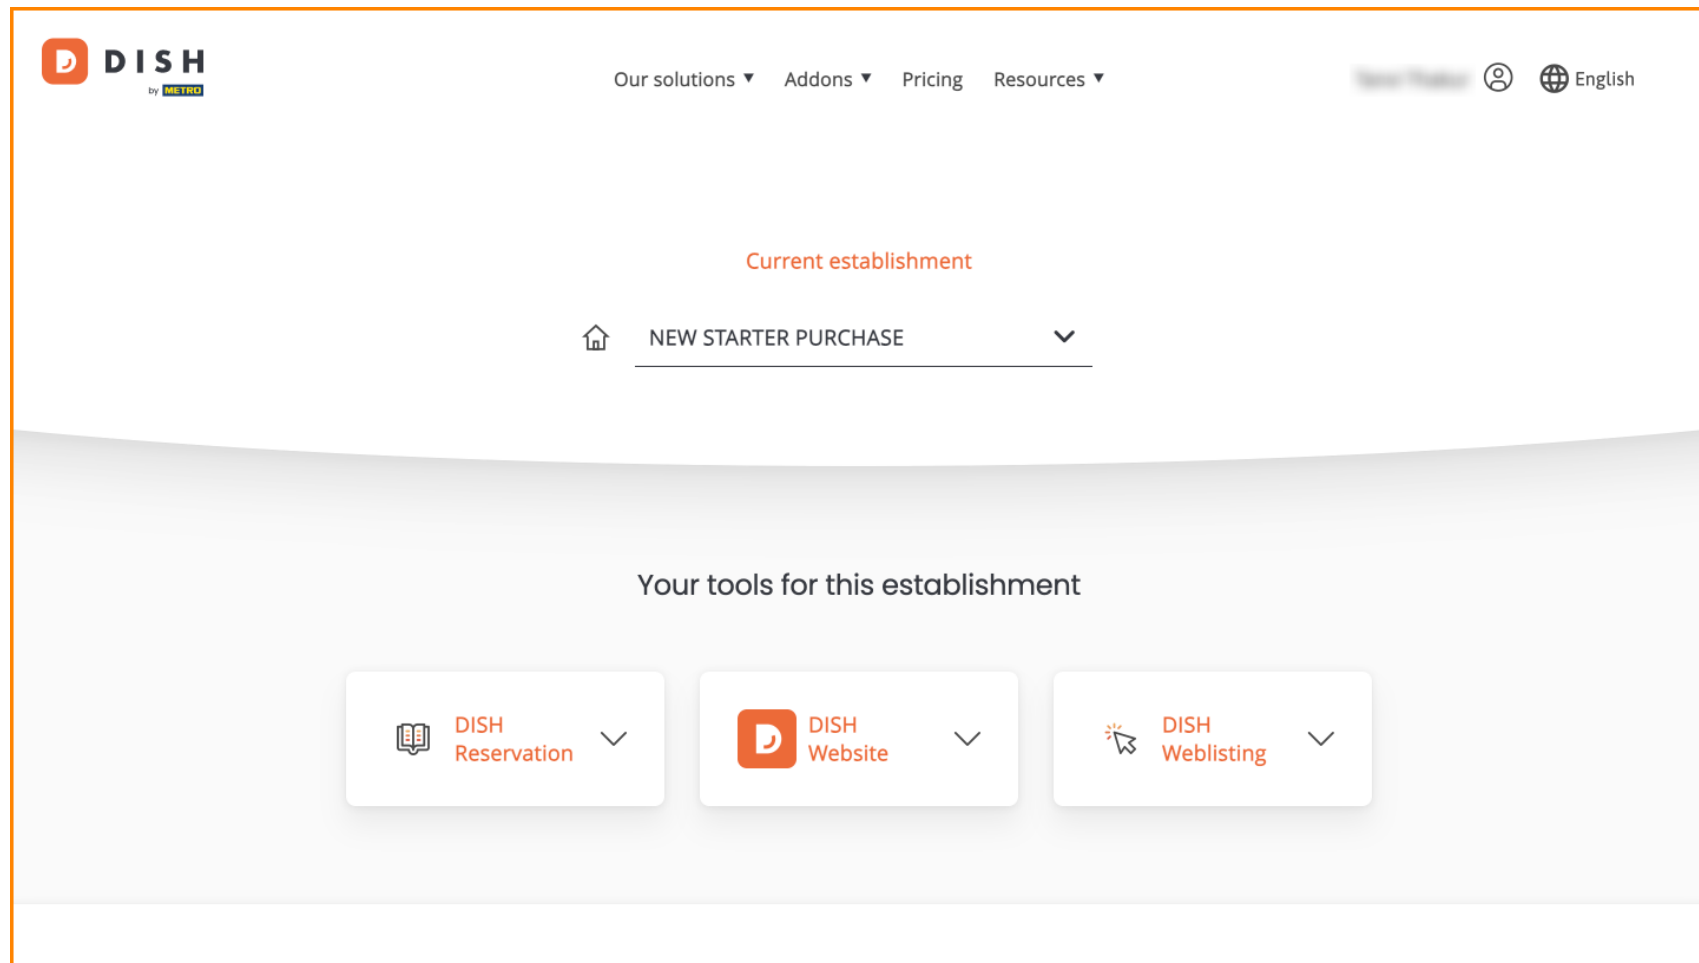 DISH
by METRO
Our solutions ▼ Addons ▼ Pricing Resources ▼
English
Current establishment
NEW STARTER PURCHASE
Your tools for this establishment
DISH
Reservation
DISH
Website
DISH
Weblisting